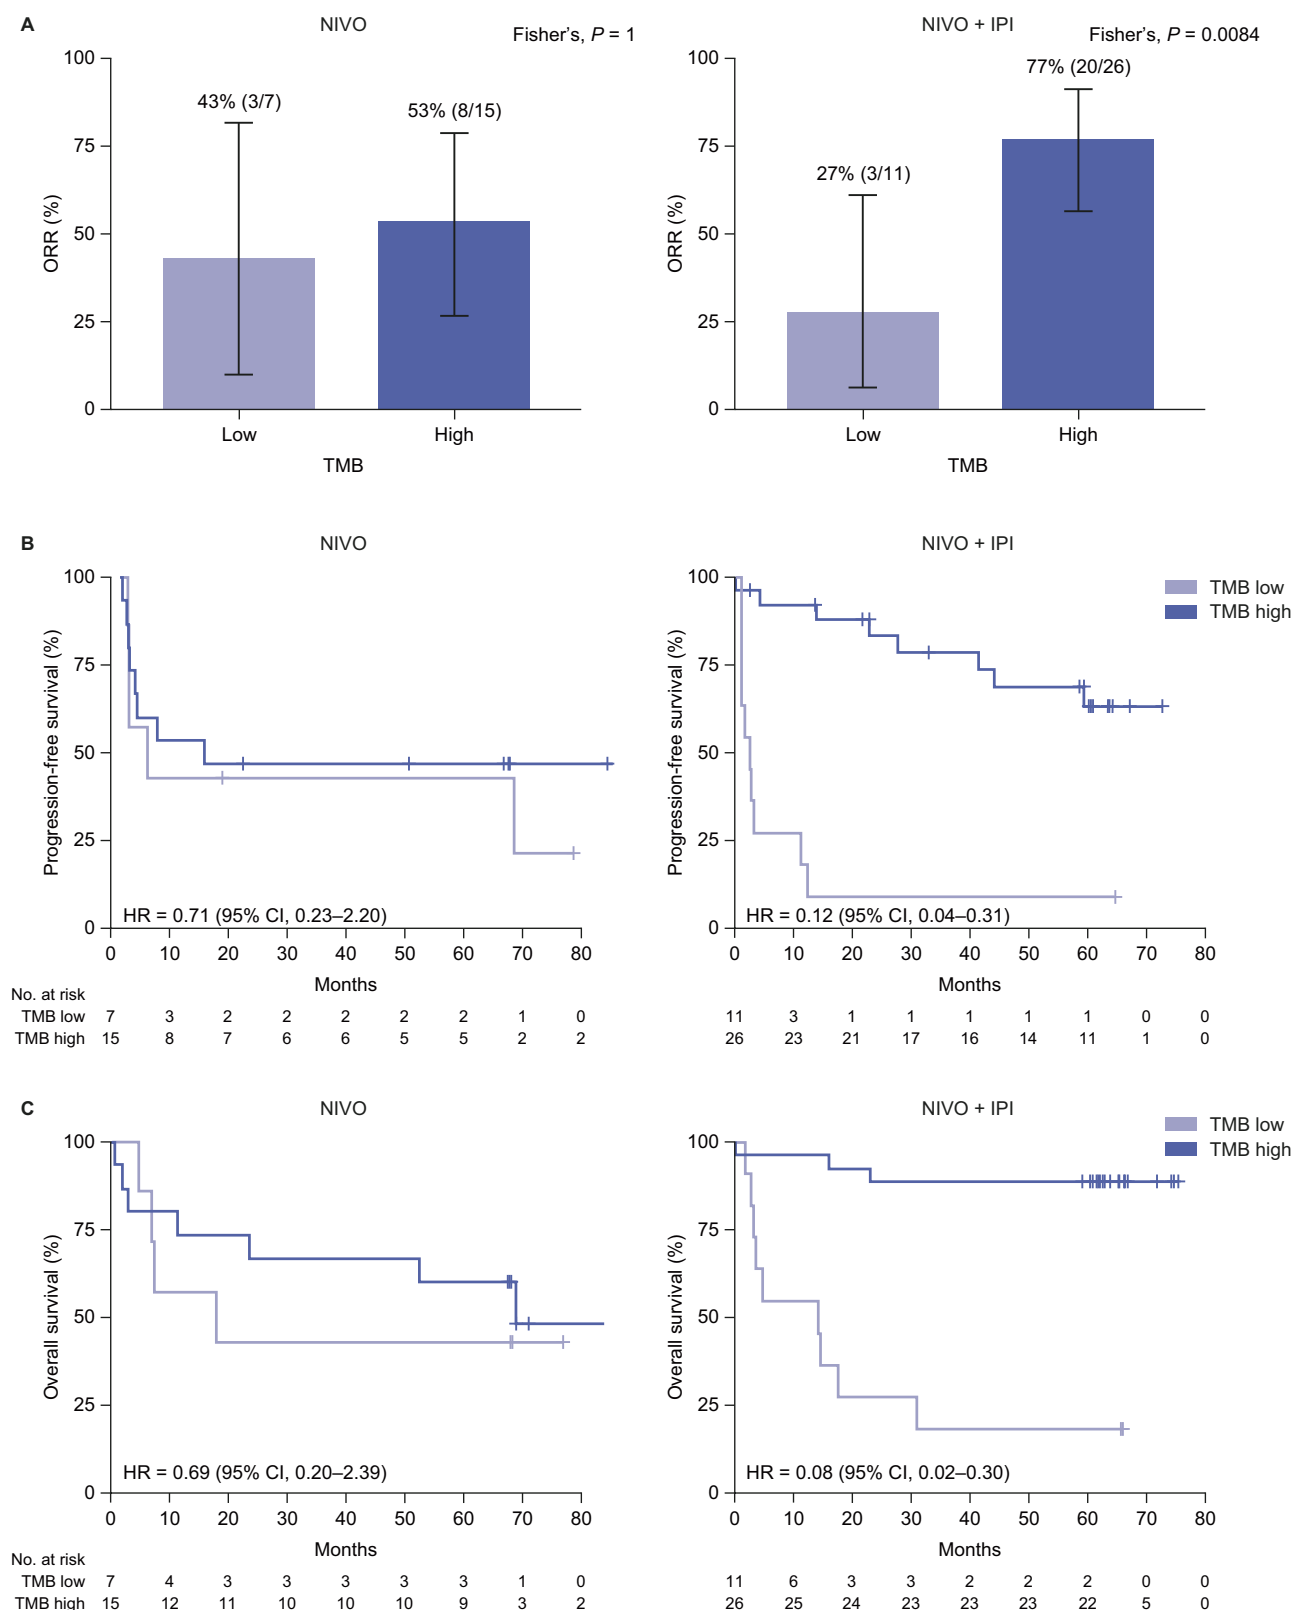 A
NIVO
Fisher's, P = 1
100
75
50
25
0
ORR (%)
43% (3/7)
53% (8/15)
Low
High
TMB
NIVO + IPI
Fisher's, P = 0.0084
100
75
50
25
0
ORR (%)
27% (3/11)
77% (20/26)
Low
High
TMB
B
NIVO
100
75
50
25
0
Progression-free survival (%)
HR = 0.71 (95% CI, 0.23–2.20)
0 10 20 30 40 50 60 70 80
Months
No. at risk
TMB low 7 3 2 2 2 2 2 1 0
TMB high 15 8 7 6 6 5 5 2 2
NIVO + IPI
TMB low
TMB high
100
75
50
25
0
Progression-free survival (%)
HR = 0.12 (95% CI, 0.04–0.31)
0 10 20 30 40 50 60 70 80
Months
11 3 1 1 1 1 1 0 0
26 23 21 17 16 14 11 1 0
C
NIVO
100
75
50
25
0
Overall survival (%)
HR = 0.69 (95% CI, 0.20–2.39)
0 10 20 30 40 50 60 70 80
Months
No. at risk
TMB low 7 4 3 3 3 3 3 1 0
TMB high 15 12 11 10 10 10 9 3 2
NIVO + IPI
TMB low
TMB high
100
75
50
25
0
Overall survival (%)
HR = 0.08 (95% CI, 0.02–0.30)
0 10 20 30 40 50 60 70 80
Months
11 6 3 3 2 2 2 0 0
26 25 24 23 23 23 22 5 0